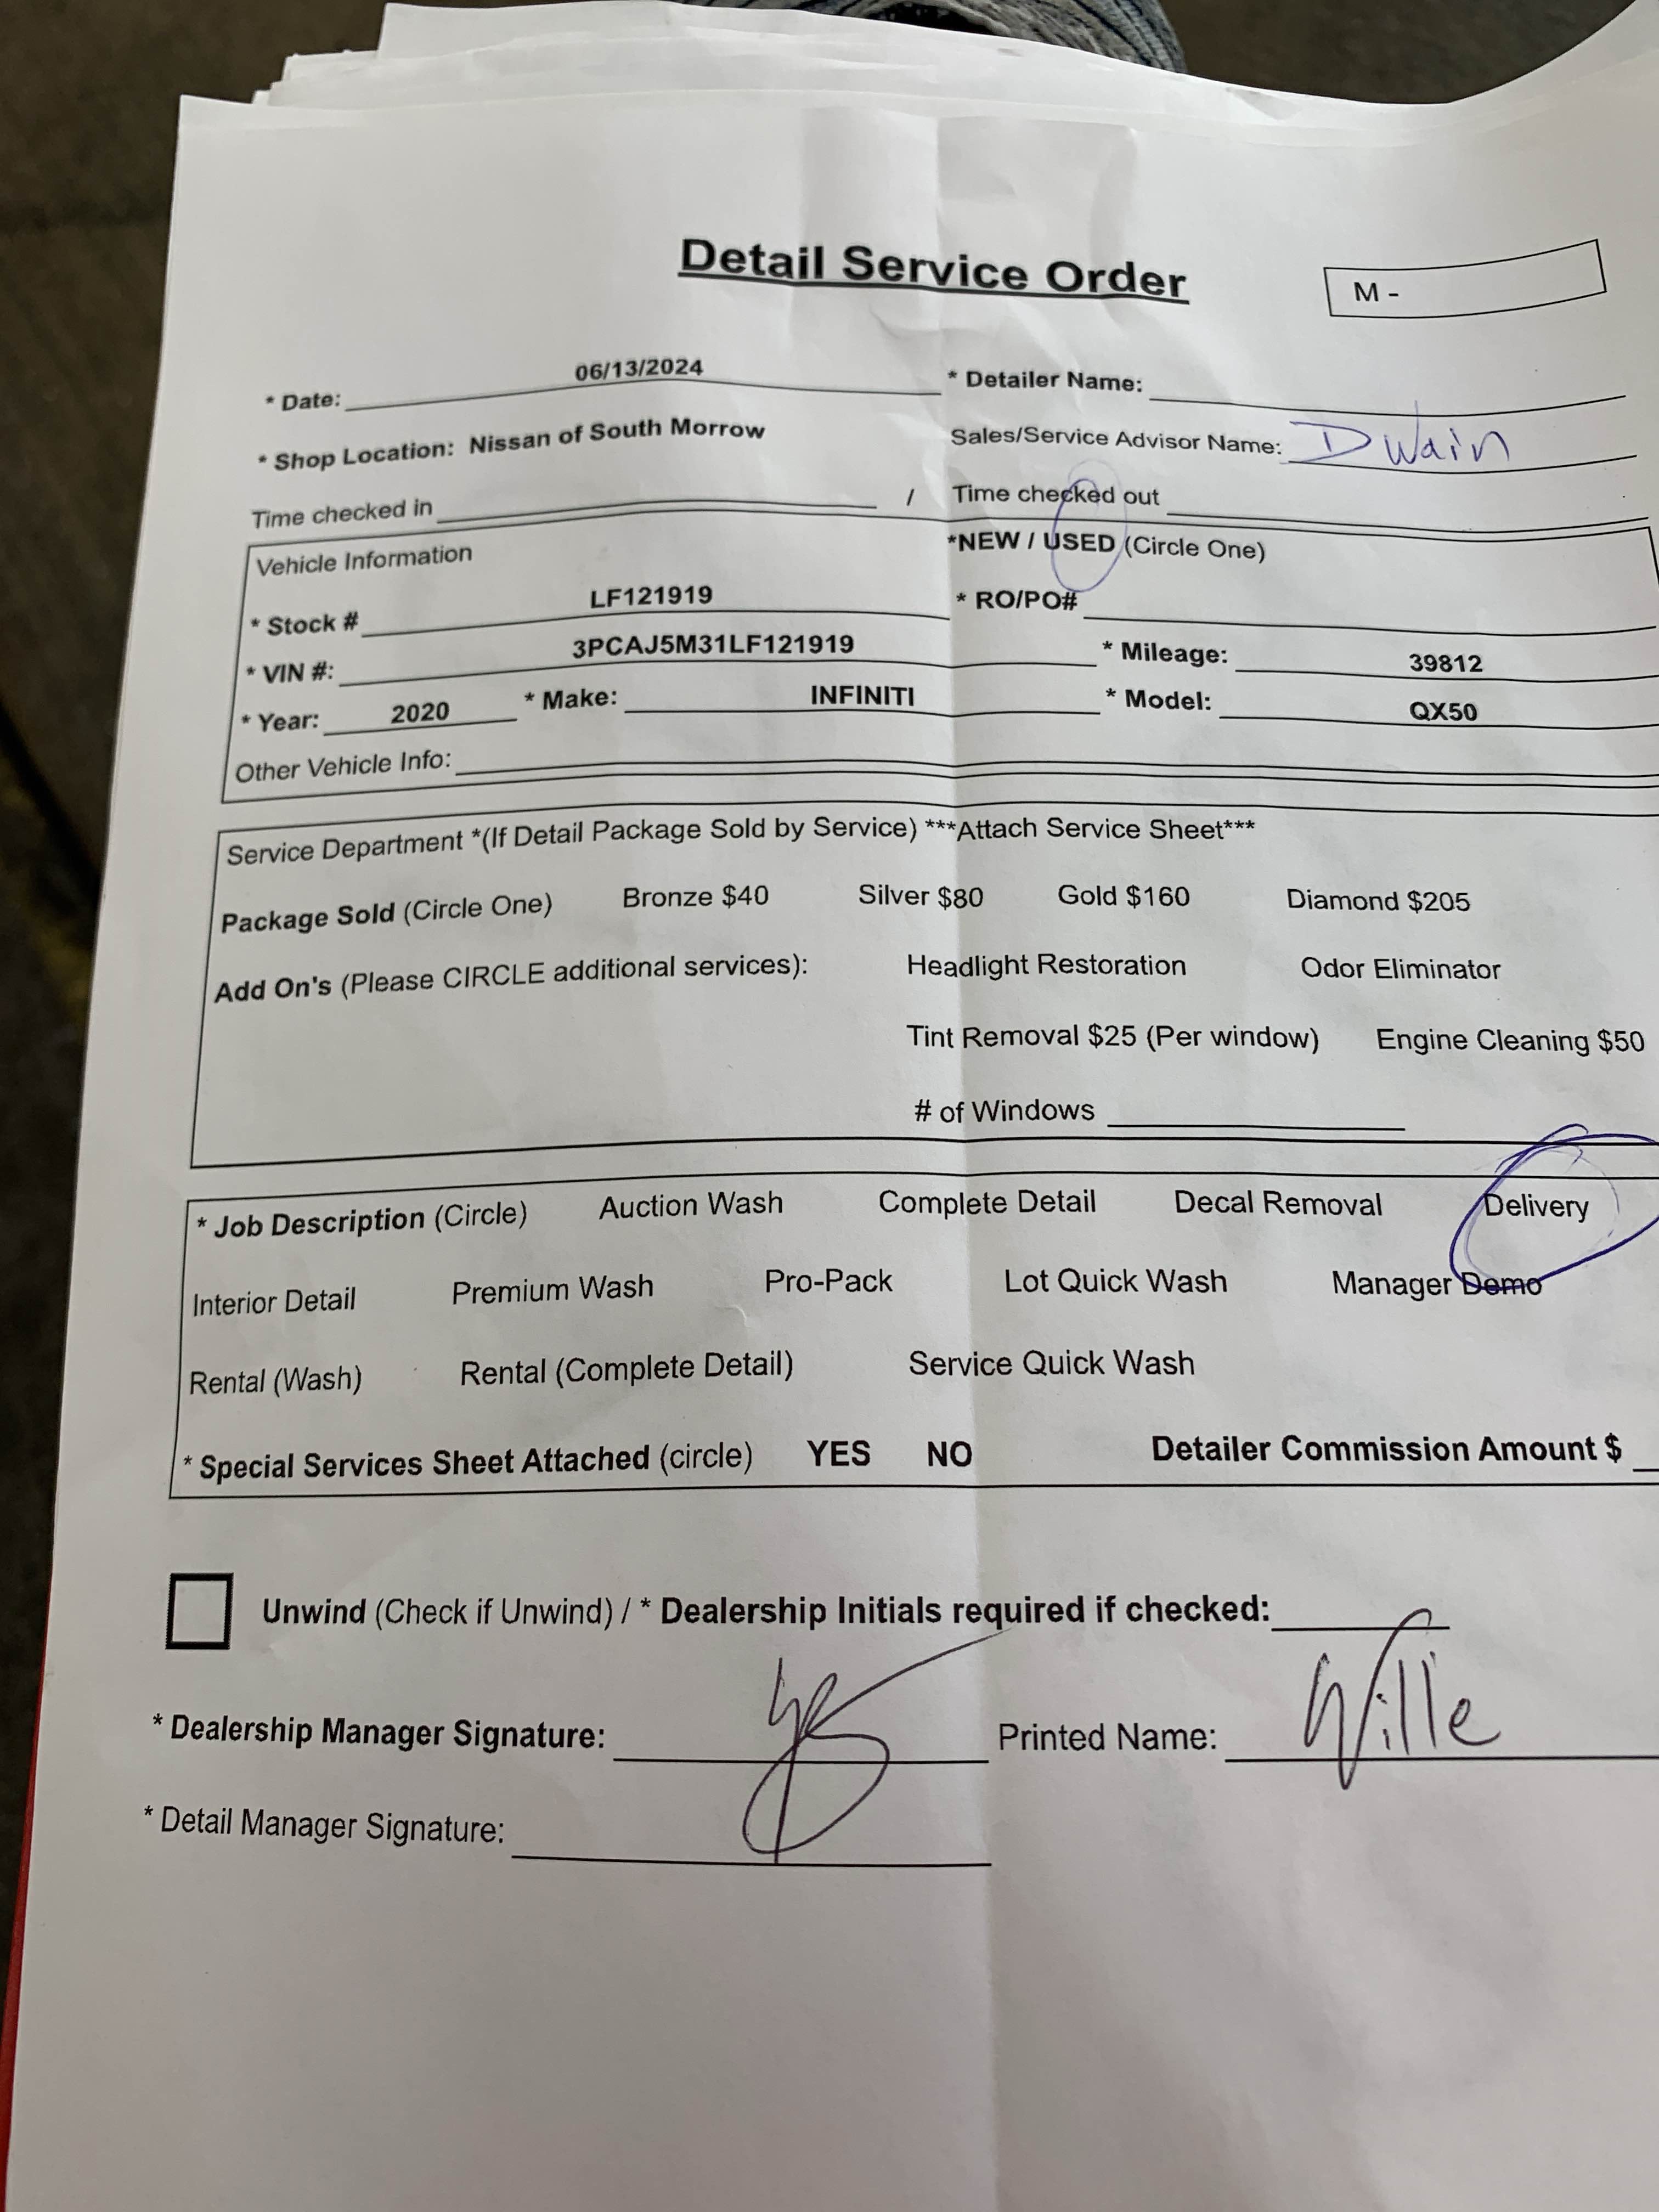 Detail Service Order
M -
* Date: 06/13/2024 * Detailer Name:
* Shop Location: Nissan of South Morrow Sales/Service Advisor Name: Dwain
Time checked in / Time checked out
Vehicle Information *NEW / USED (Circle One)
* Stock # LF121919 * RO/PO#
* VIN #: 3PCAJ5M31LF121919 * Mileage: 39812
* Year: 2020 * Make: INFINITI * Model: QX50
Other Vehicle Info:
Service Department *(If Detail Package Sold by Service) ***Attach Service Sheet***
Package Sold (Circle One) Bronze $40 Silver $80 Gold $160 Diamond $205
Add On's (Please CIRCLE additional services): Headlight Restoration Odor Eliminator
Tint Removal $25 (Per window) Engine Cleaning $50
# of Windows
* Job Description (Circle) Auction Wash Complete Detail Decal Removal Delivery
Interior Detail Premium Wash Pro-Pack Lot Quick Wash Manager Demo
Rental (Wash) Rental (Complete Detail) Service Quick Wash
* Special Services Sheet Attached (circle) YES NO Detailer Commission Amount $
Unwind (Check if Unwind) / * Dealership Initials required if checked:
* Dealership Manager Signature: Printed Name: Wille
* Detail Manager Signature: